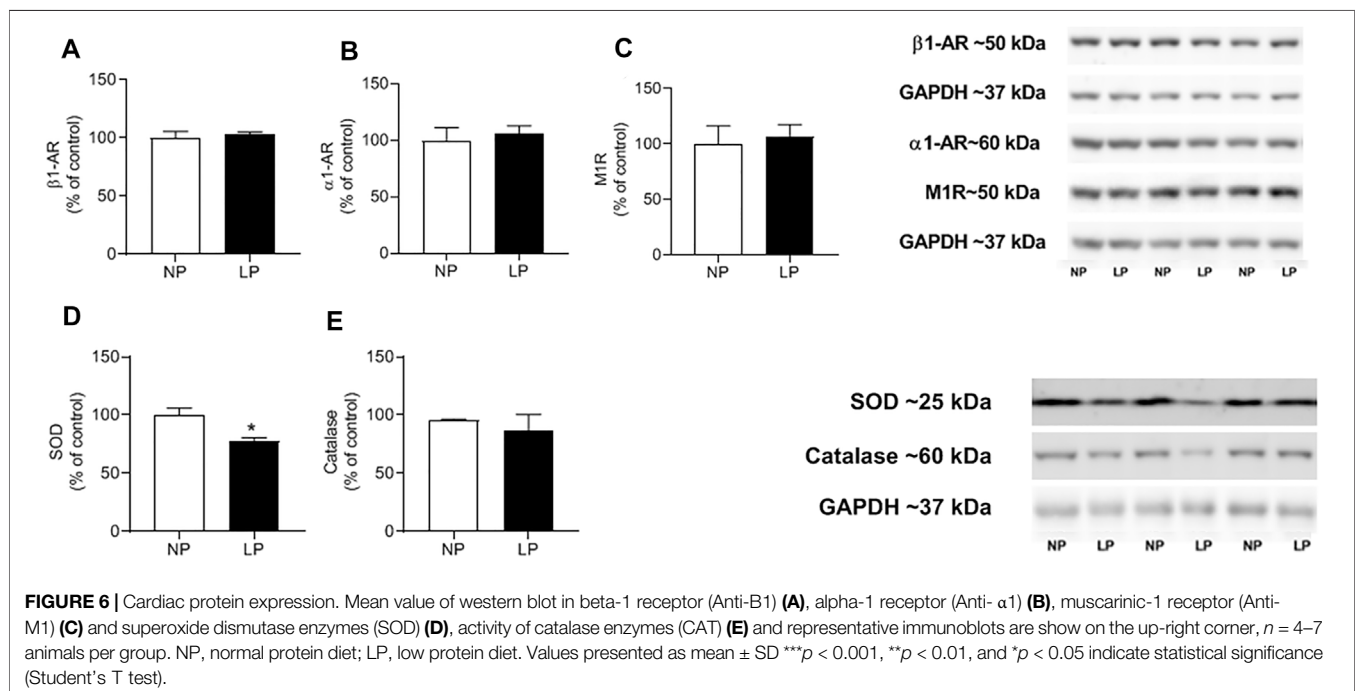 A
150
100
50
0
β1-AR
(% of control)
NP LP
B
150
100
50
0
α1-AR
(% of control)
NP LP
C
150
100
50
0
M1R
(% of control)
NP LP
β1-AR ~50 kDa
GAPDH ~37 kDa
α1-AR~60 kDa
M1R~50 kDa
GAPDH ~37 kDa
NP LP NP LP NP LP
D
150
100
50
0
SOD
(% of control)
*
NP LP
E
150
100
50
0
Catalase
(% of control)
NP LP
SOD ~25 kDa
Catalase ~60 kDa
GAPDH ~37 kDa
NP LP NP LP NP LP
FIGURE 6 | Cardiac protein expression. Mean value of western blot in beta-1 receptor (Anti-B1) (A), alpha-1 receptor (Anti- α1) (B), muscarinic-1 receptor (Anti-
M1) (C) and superoxide dismutase enzymes (SOD) (D), activity of catalase enzymes (CAT) (E) and representative immunoblots are show on the up-right corner, n = 4–7
animals per group. NP, normal protein diet; LP, low protein diet. Values presented as mean ± SD ***p < 0.001, **p < 0.01, and *p < 0.05 indicate statistical significance
(Student's T test).